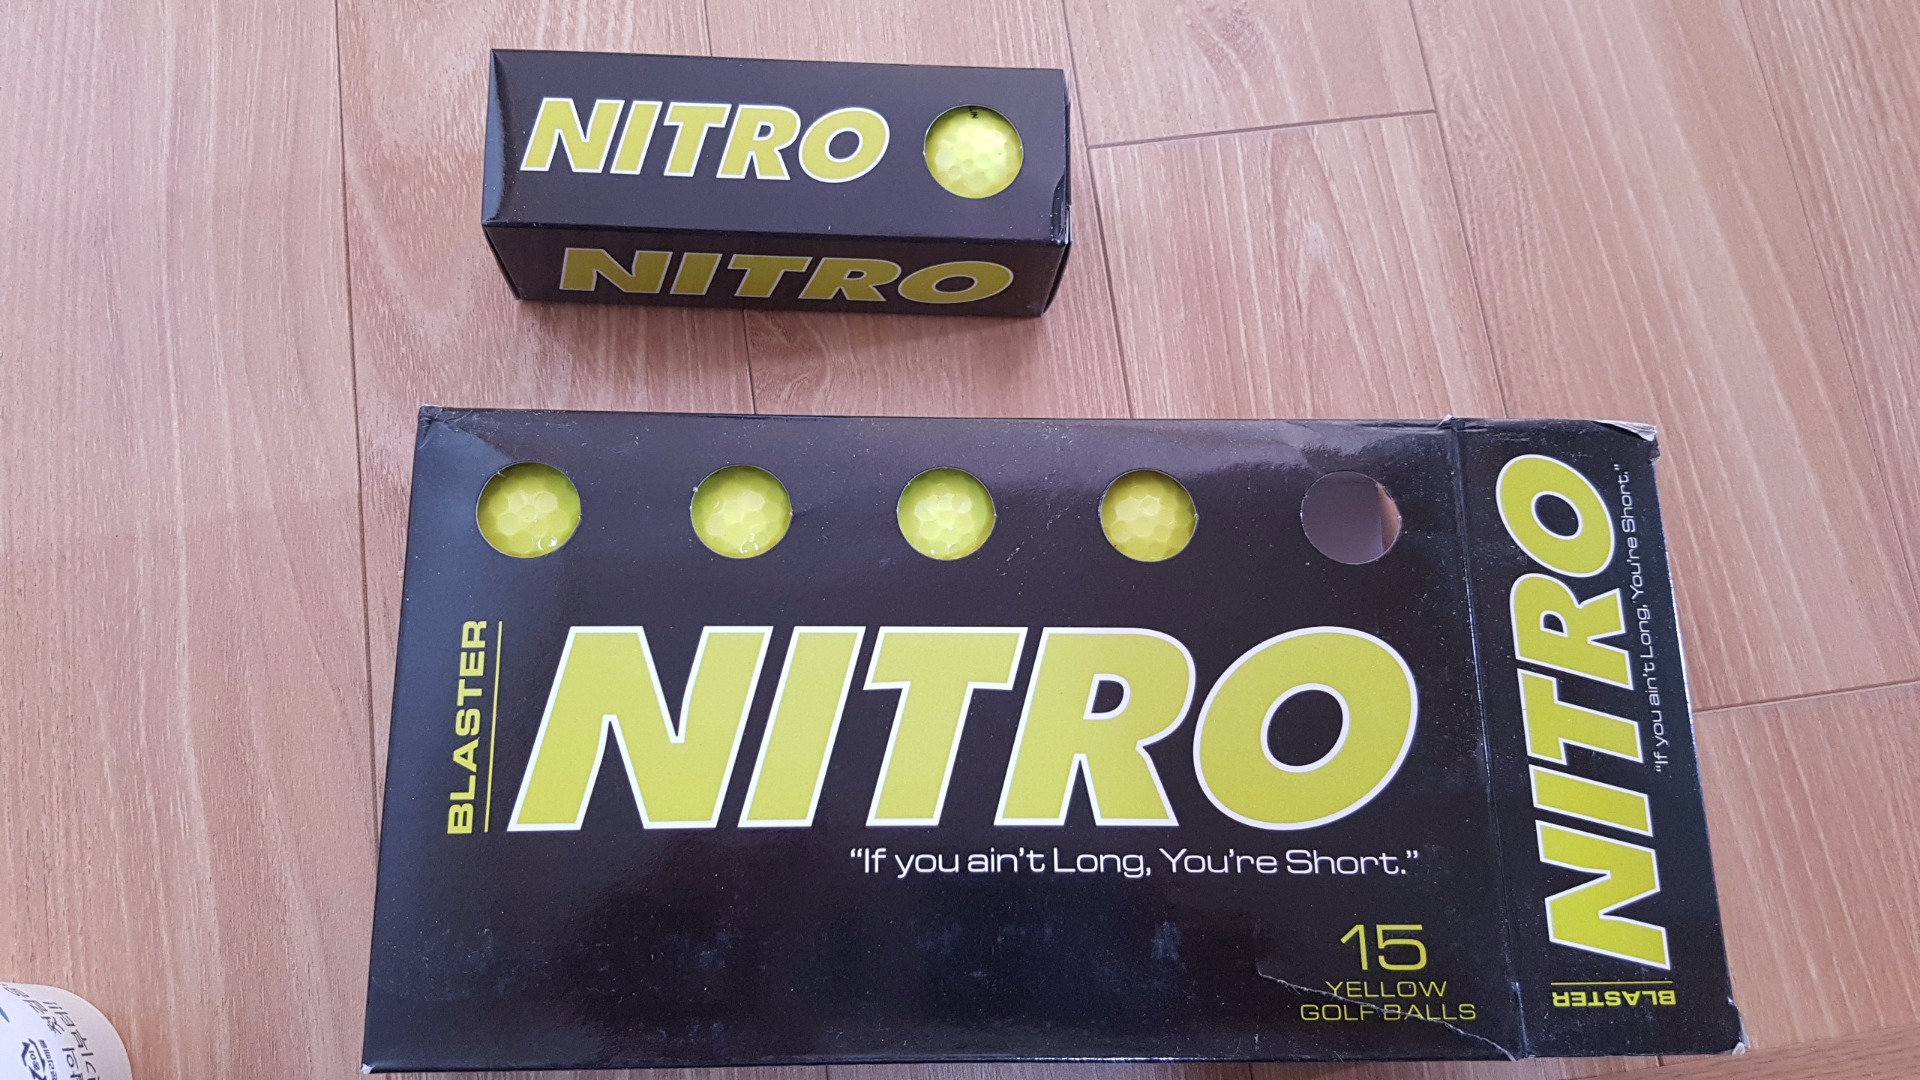 NITRO
NITRO
BLASTER
NITRO
"If you ain't Long, You're Short."
15
YELLOW
GOLF BALLS
NITRO
"If you ain't Long, You're Short."
BLASTER